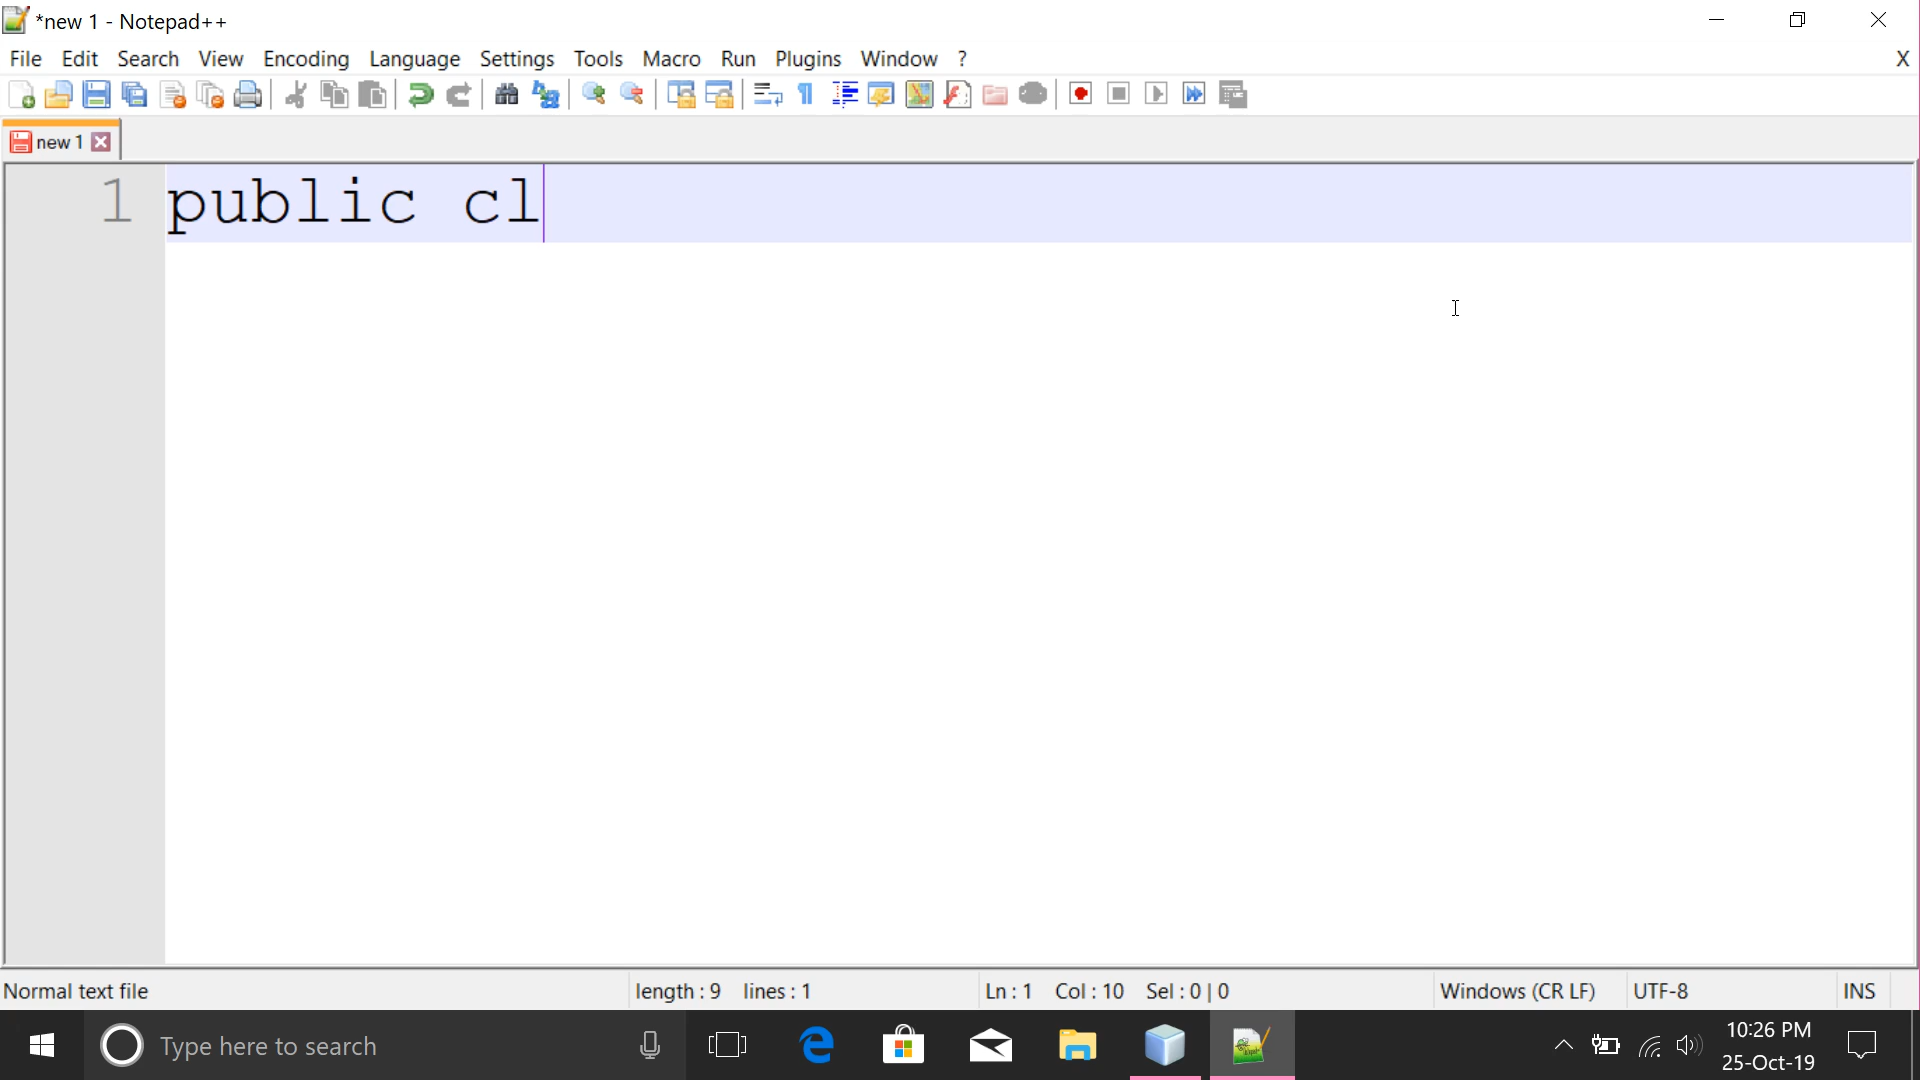 *new 1 - Notepad++
File Edit Search View Encoding Language Settings Tools Macro Run Plugins Window ? X
new 1
1 public cl
Normal text file length : 9 lines : 1 Ln : 1 Col : 10 Sel : 0 | 0 Windows (CR LF) UTF-8 INS
Type here to search
10:26 PM
25-Oct-19